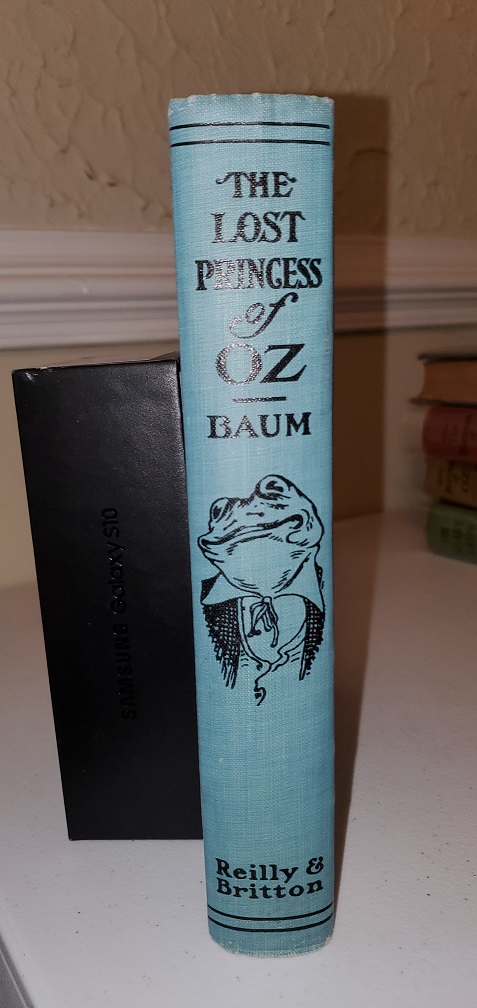 THE
LOST
PRINCESS
of
OZ
BAUM
Reilly &
Britton
SAMSUNG Galaxy S10